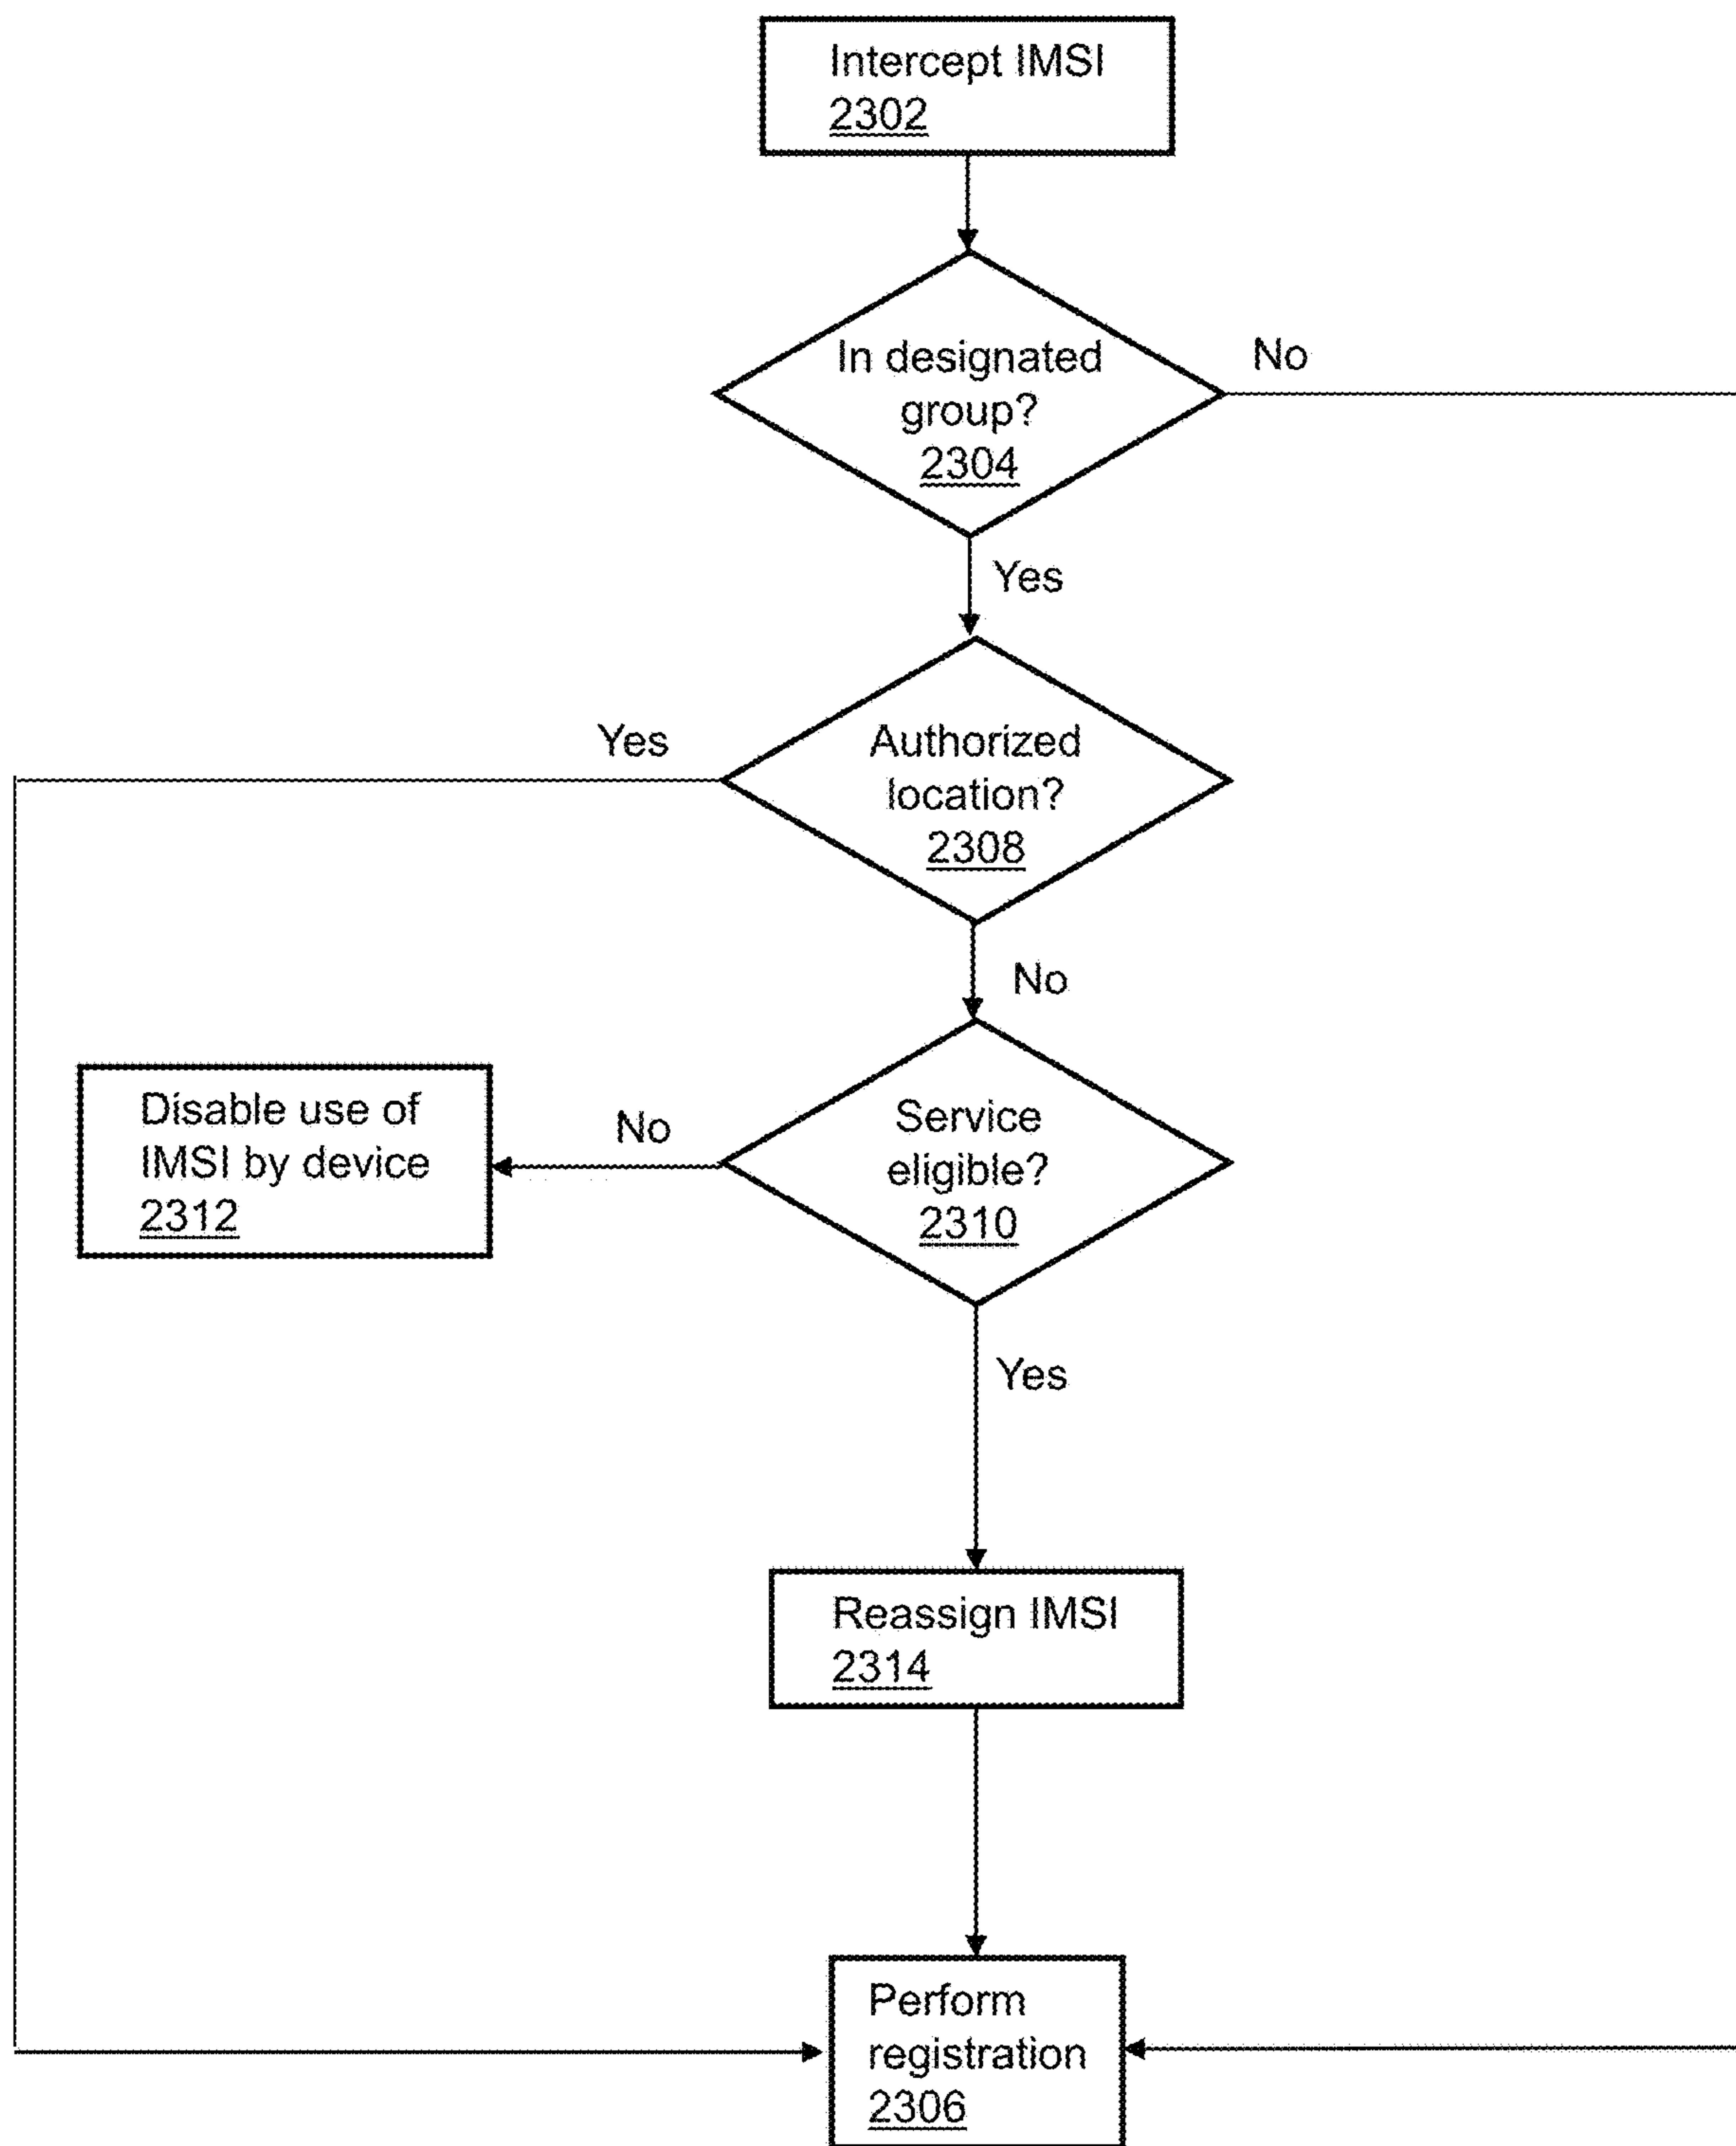 Intercept IMSI
2302
In designated
group?
2304
No
Yes
Yes
Authorized
location?
2308
No
Disable use of
IMSI by device
2312
No
Service
eligible?
2310
Yes
Reassign IMSI
2314
Perform
registration
2306